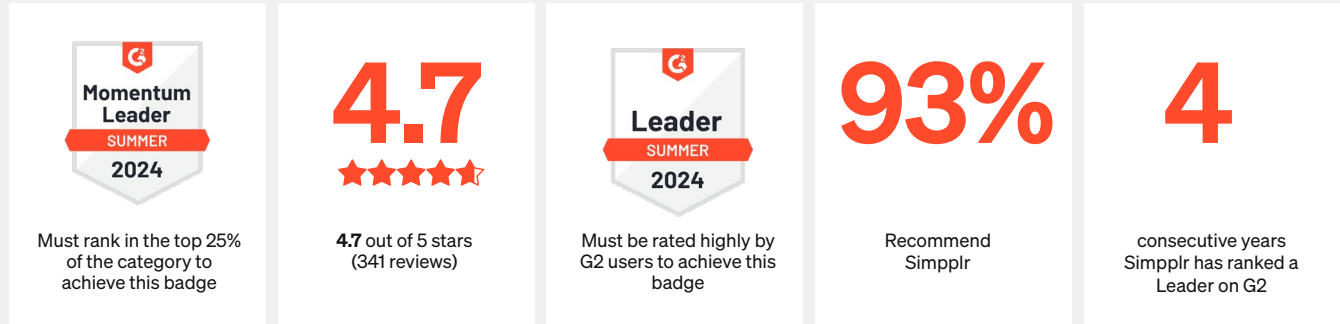 G2
Momentum
Leader
SUMMER
2024
Must rank in the top 25%
of the category to
achieve this badge
4.7
4.7 out of 5 stars
(341 reviews)
G2
Leader
SUMMER
2024
Must be rated highly by
G2 users to achieve this
badge
93%
Recommend
Simpplr
4
consecutive years
Simpplr has ranked a
Leader on G2